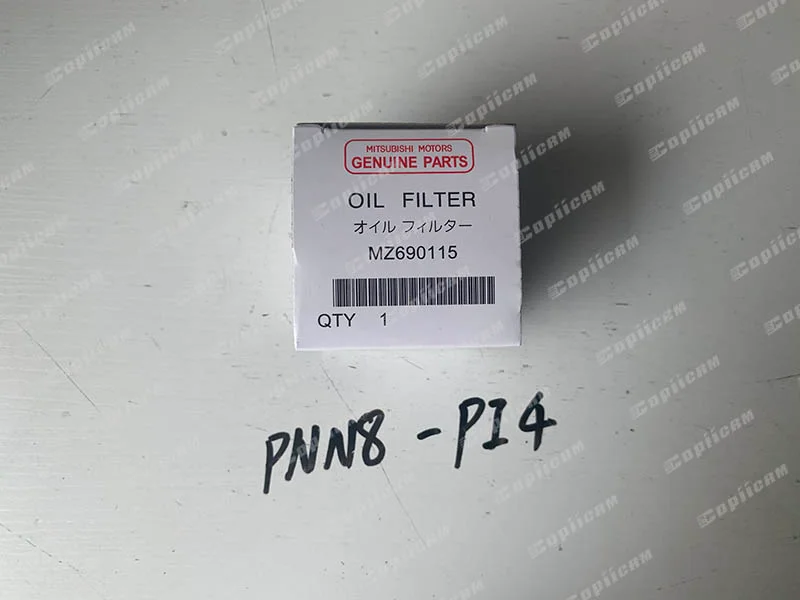 MITSUBISHI MOTORS
GENUINE PARTS
OIL FILTER
オイル フィルター
MZ690115
QTY 1
PNN8 - PI4
Copiicam